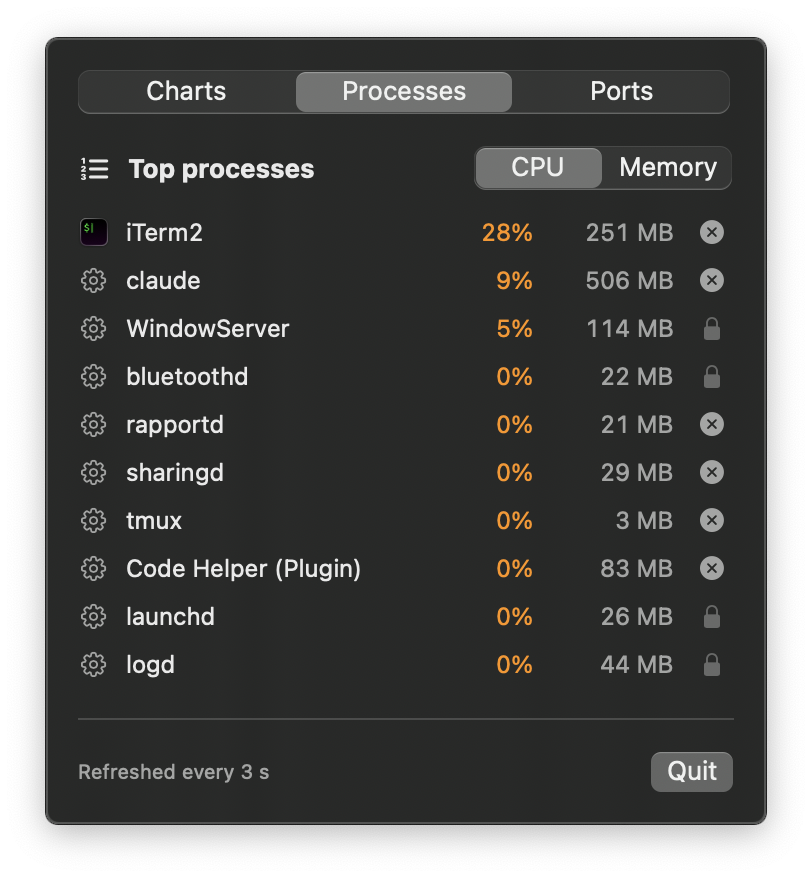 Charts Processes Ports
Top processes CPU Memory
$
iTerm2 28% 251 MB
claude 9% 506 MB
WindowServer 5% 114 MB
bluetoothd 0% 22 MB
rapportd 0% 21 MB
sharingd 0% 29 MB
tmux 0% 3 MB
Code Helper (Plugin) 0% 83 MB
launchd 0% 26 MB
logd 0% 44 MB
Refreshed every 3 s Quit